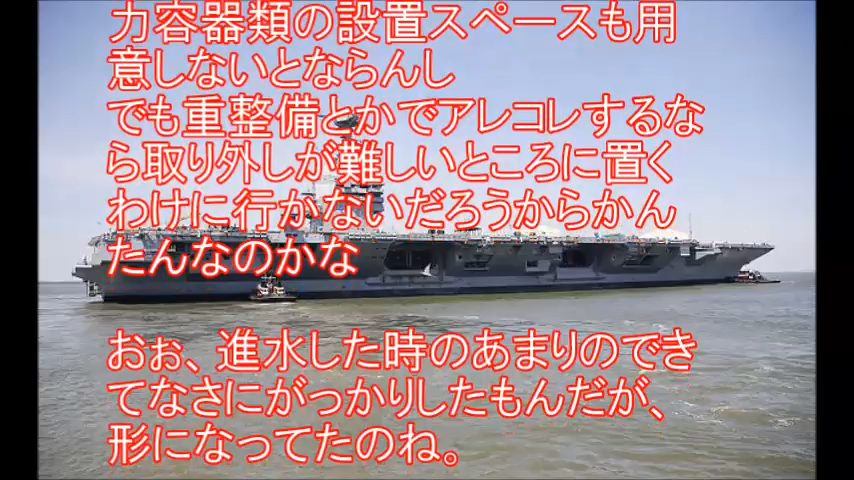 力容器類の設置スペースも用
意しないとならんし
でも重整備とかでアレコレするな
ら取り外しが難しいところに置く
わけに行かないだろうからかん
たんなのかな
おぉ、進水した時のあまりのでき
てなさにがっかりしたもんだが、
形になってたのね。